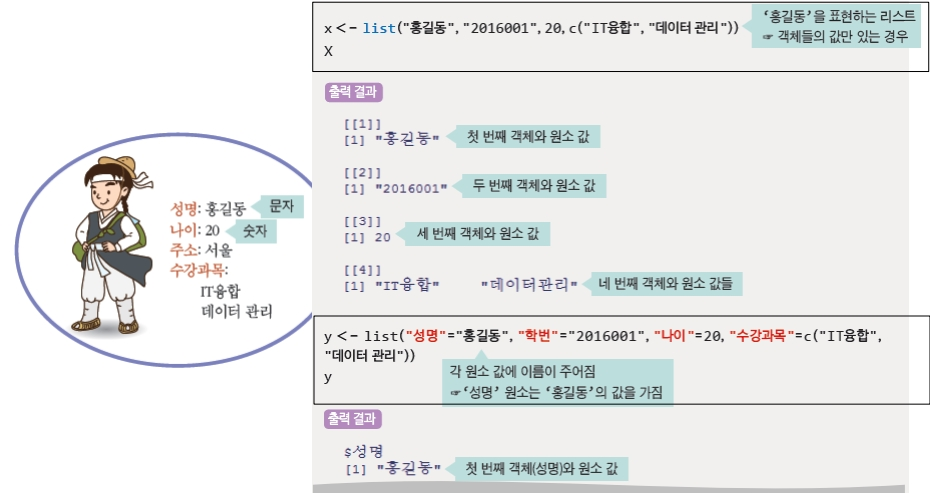 x <- list("홍길동", "2016001", 20, c("IT융합", "데이터 관리"))
X
‘홍길동’을 표현하는 리스트
☞ 객체들의 값만 있는 경우
출력 결과
[[1]]
[1] "홍길동" 첫 번째 객체와 원소 값
[[2]]
[1] "2016001" 두 번째 객체와 원소 값
[[3]]
[1] 20 세 번째 객체와 원소 값
[[4]]
[1] "IT융합" "데이터관리" 네 번째 객체와 원소 값들
성명: 홍길동 문자
나이: 20 숫자
주소: 서울
수강과목:
IT융합
데이터 관리
y <- list("성명"="홍길동", "학번"="2016001", "나이"=20, "수강과목"=c("IT융합",
"데이터 관리"))
y
각 원소 값에 이름이 주어짐
☞ ‘성명’ 원소는 ‘홍길동’의 값을 가짐
출력 결과
$성명
[1] "홍길동" 첫 번째 객체(성명)와 원소 값